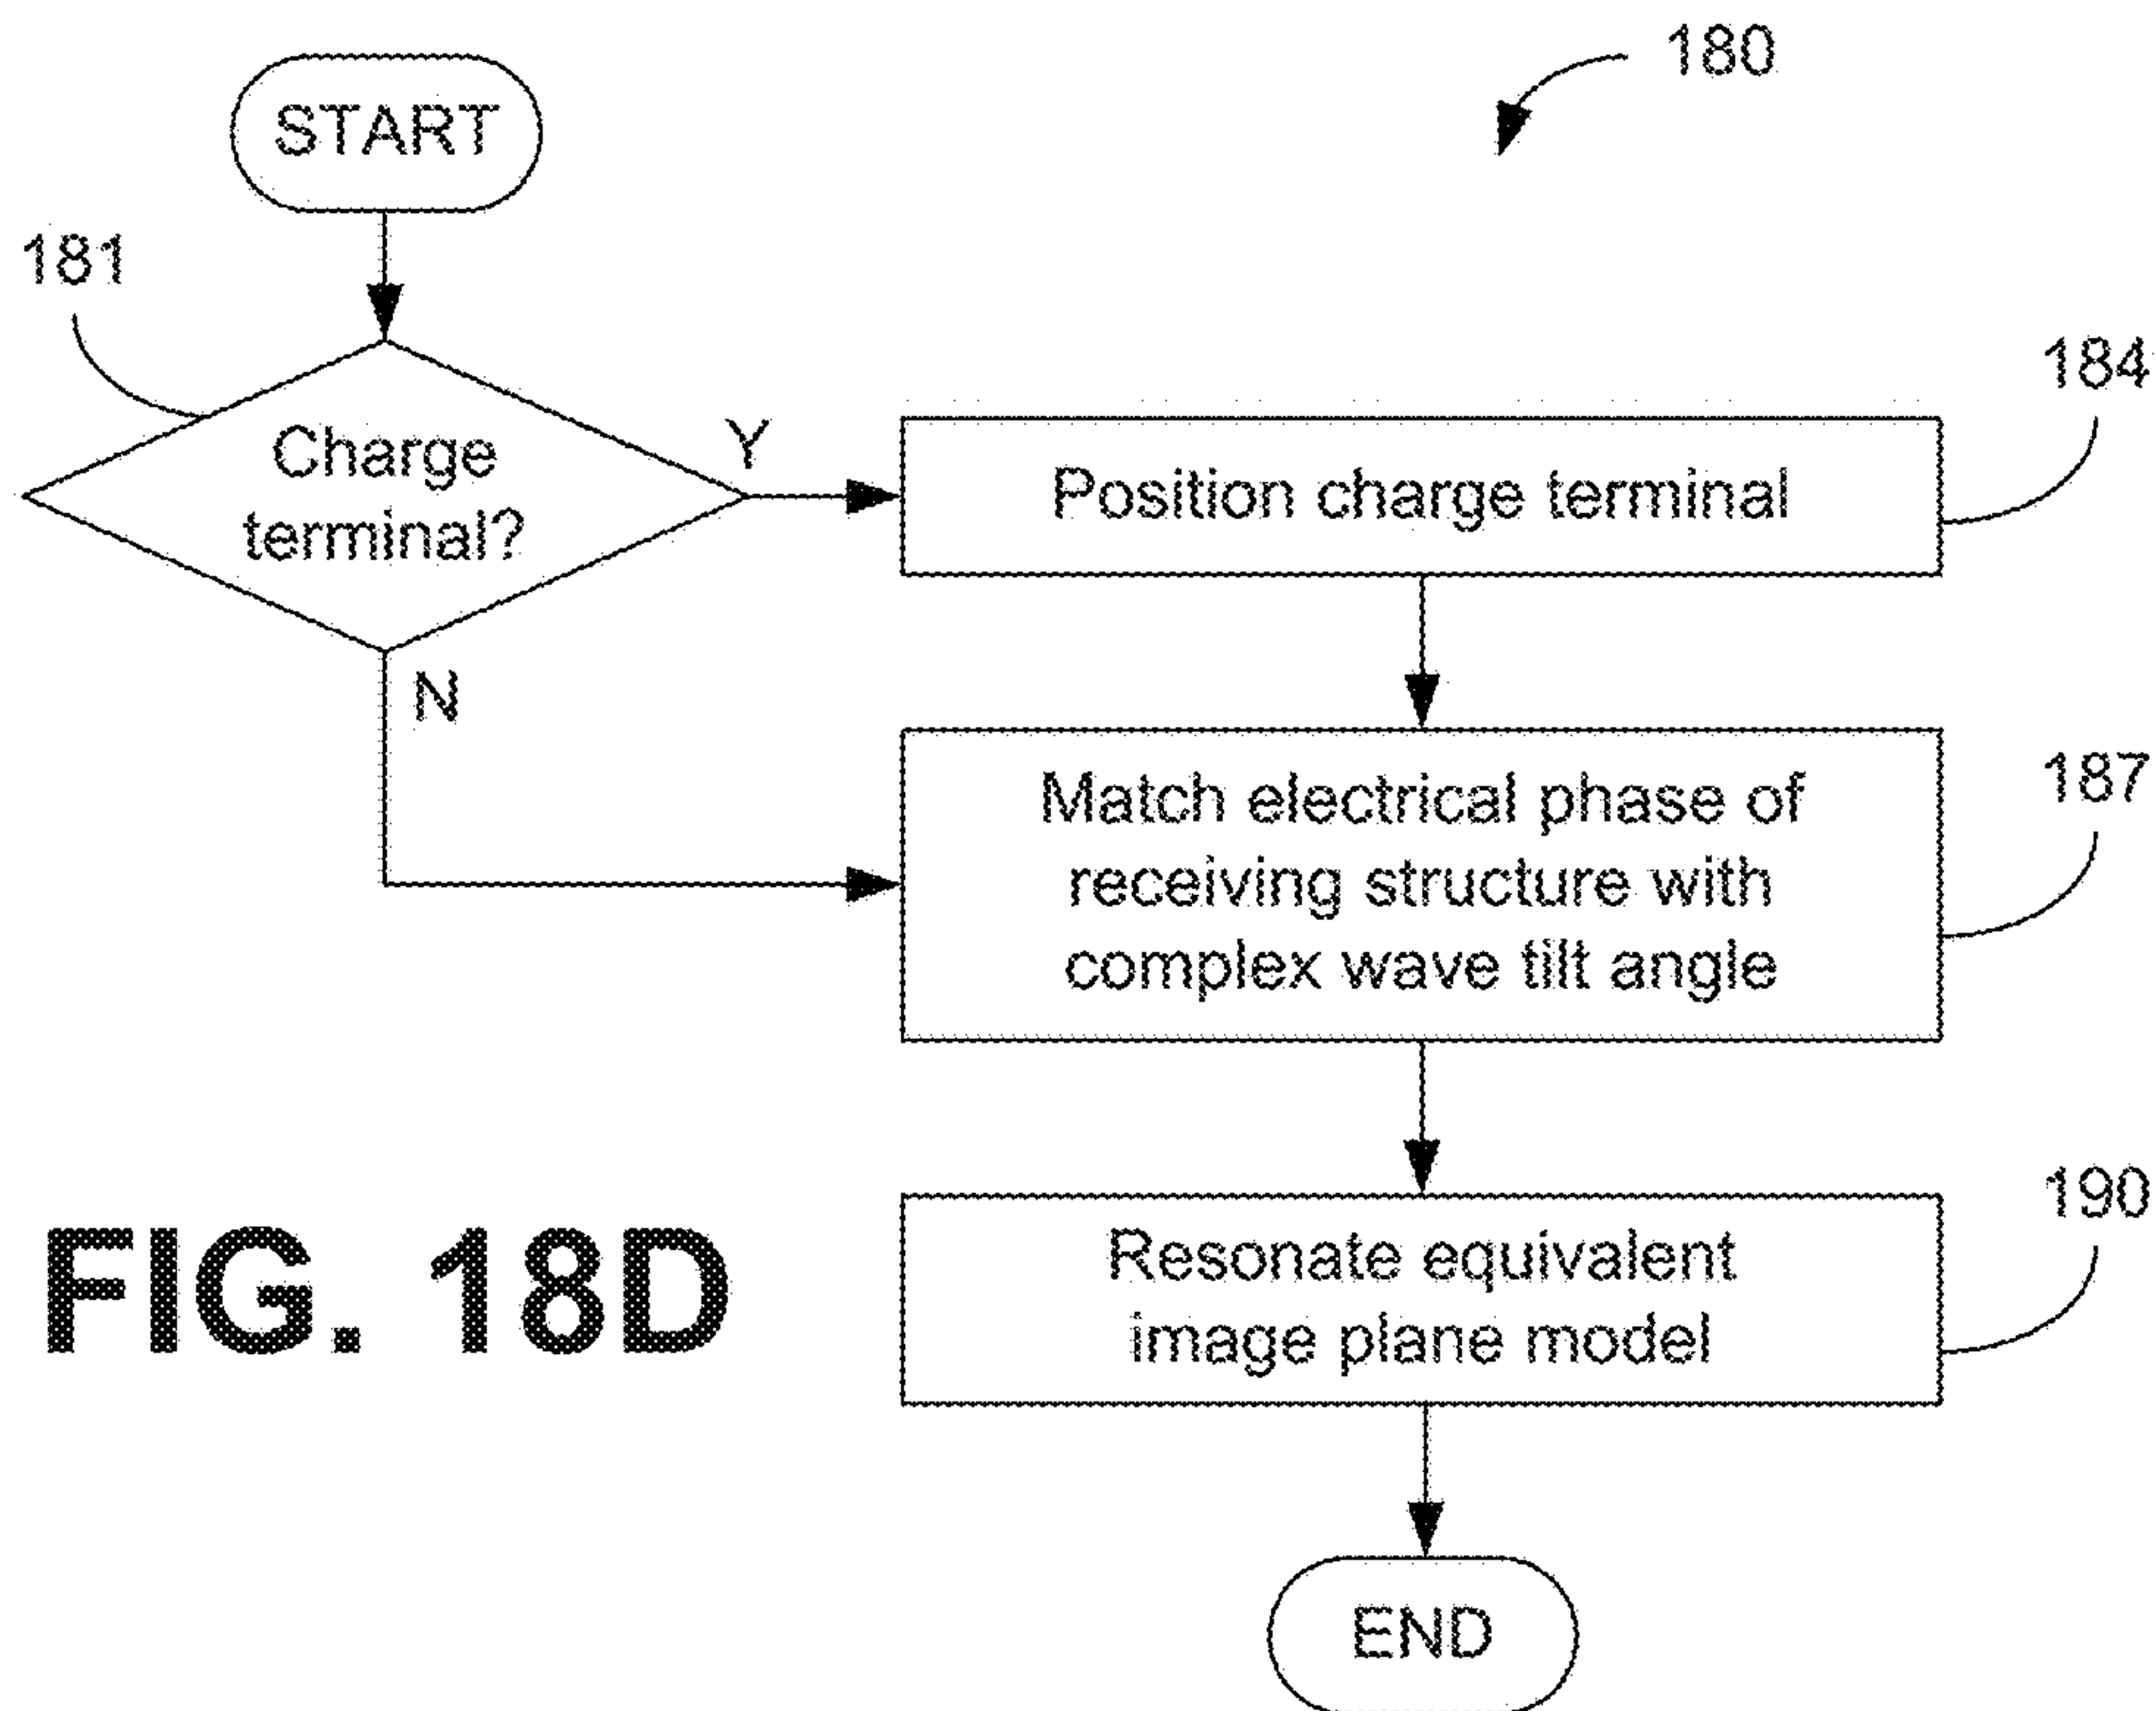 180
START
181
Charge
terminal?
Y
N
184
Position charge terminal
187
Match electrical phase of
receiving structure with
complex wave tilt angle
190
Resonate equivalent
image plane model
END
FIG. 18D